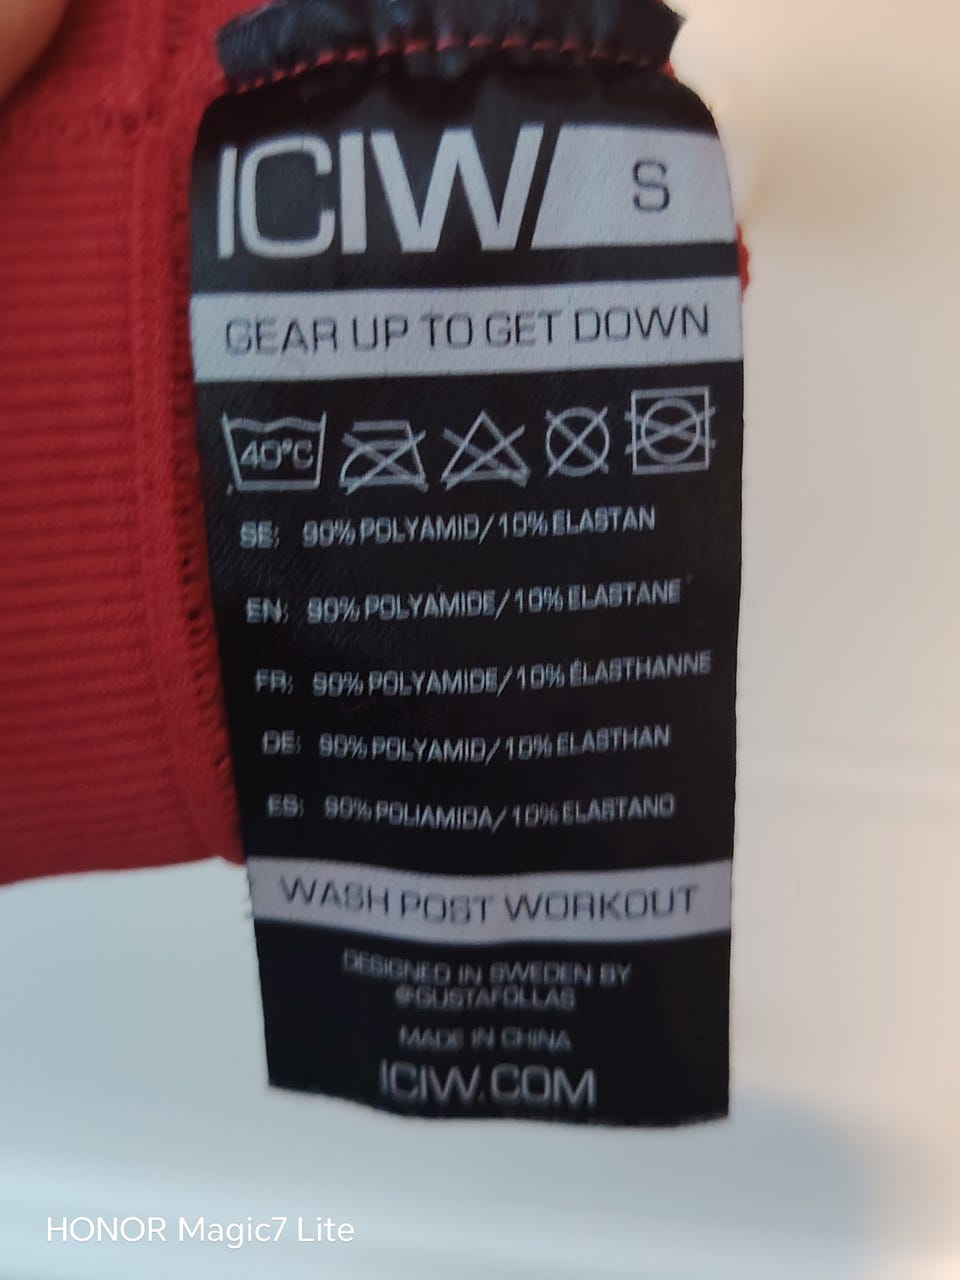 ICIW/ S
GEAR UP TO GET DOWN
40°C
SE: 90% POLYAMID/10% ELASTAN
EN: 90% POLYAMIDE/10% ELASTANE
FR: 90% POLYAMIDE/10% ÉLASTHANNE
DE: 90% POLYAMID/10% ELASTHAN
ES: 90% POLIAMIDA/10% ELASTANO
WASH POST WORKOUT
DESIGNED IN SWEDEN BY
@GUSTAFOLLAS
MADE IN CHINA
ICIW.COM
HONOR Magic7 Lite